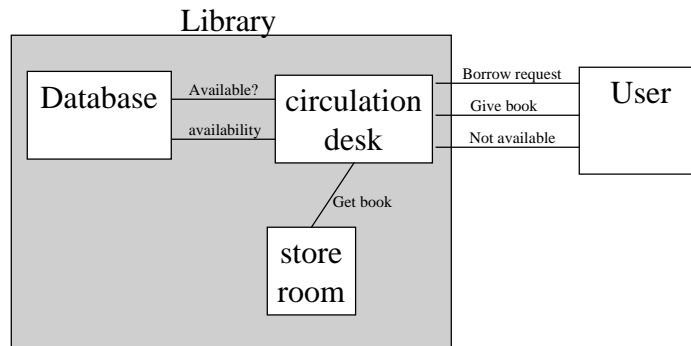 Library
Database
Available?
availability
circulation
desk
Borrow request
Give book
Not available
User
Get book
store
room